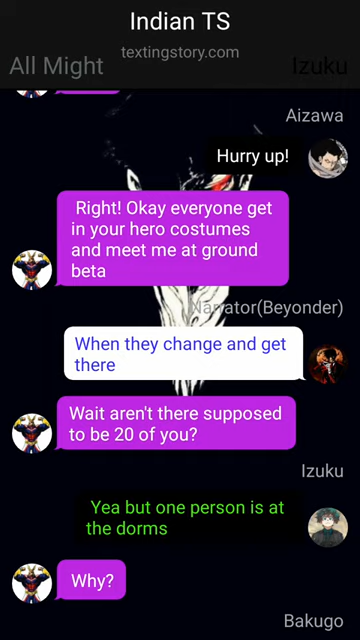 Indian TS
textingstory.com
All Might
Izuku
Aizawa
Hurry up!
Right! Okay everyone get
in your hero costumes
and meet me at ground
beta
Narrator(Beyonder)
When they change and get
there
Wait aren't there supposed
to be 20 of you?
Izuku
Yea but one person is at
the dorms
Why?
Bakugo